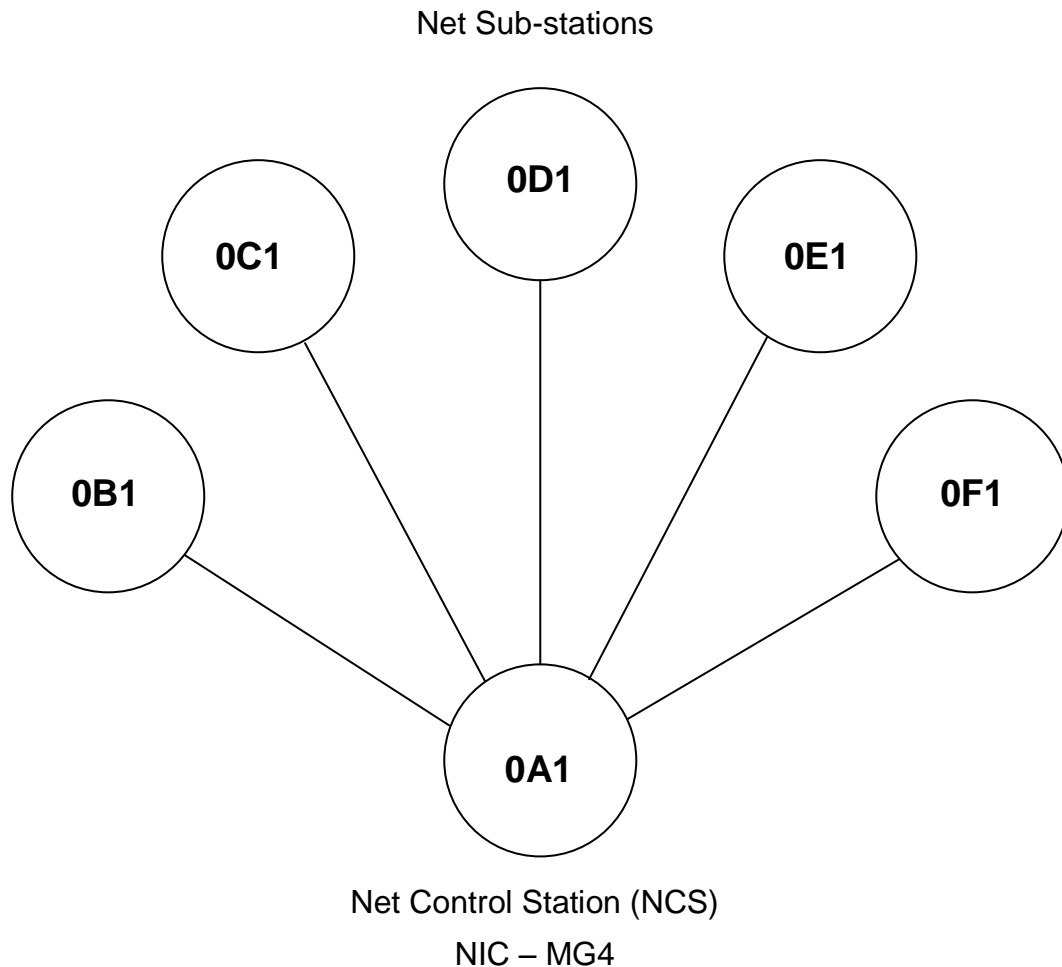 Net Sub-stations
0D1
0C1
0E1
0B1
0F1
0A1
Net Control Station (NCS)
NIC – MG4